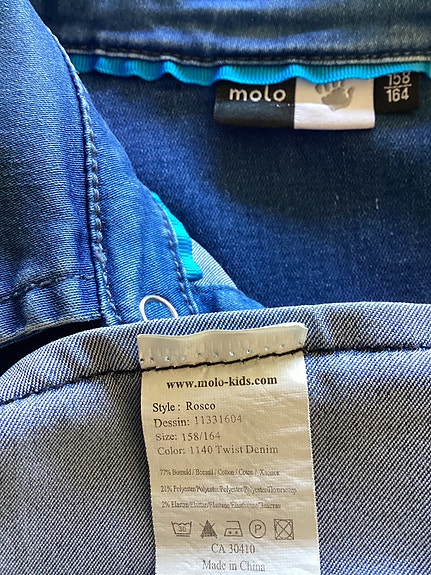 molo
158
164
www.molo-kids.com
Style: Rosco
Dessin: 11331604
Size: 158/164
Color: 1140 Twist Denim
77% Bomuld / Bomull / Cotton / Coton / Хлопок
21% Polyester/Polyester/Polyester/Polyester/Полиэстер
2% Elastan/Elastan/Elastane/Elasthanne/Эластан
30
P
CA 30410
Made in China